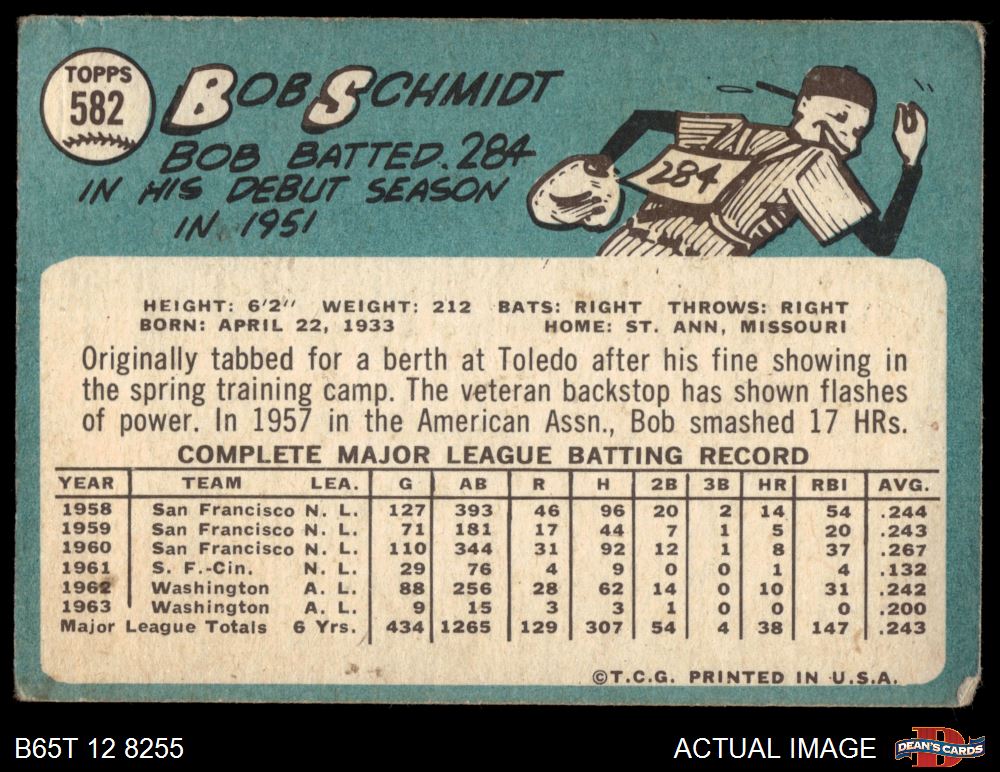 TOPPS
582
BOB SCHMIDT
BOB BATTED .284
IN HIS DEBUT SEASON
IN 1951
284
HEIGHT: 6'2" WEIGHT: 212 BATS: RIGHT THROWS: RIGHT
BORN: APRIL 22, 1933 HOME: ST. ANN, MISSOURI
Originally tabbed for a berth at Toledo after his fine showing in
the spring training camp. The veteran backstop has shown flashes
of power. In 1957 in the American Assn., Bob smashed 17 HRs.
COMPLETE MAJOR LEAGUE BATTING RECORD
YEAR TEAM LEA. G AB R H 2B 3B HR RBI AVG.
1958 San Francisco N. L. 127 393 46 96 20 2 14 54 .244
1959 San Francisco N. L. 71 181 17 44 7 1 5 20 .243
1960 San Francisco N. L. 110 344 31 92 12 1 8 37 .267
1961 S. F.-Cin. N. L. 29 76 4 9 0 0 1 4 .132
1962 Washington A. L. 88 256 28 62 14 0 10 31 .242
1963 Washington A. L. 9 15 3 3 1 0 0 0 .200
Major League Totals 6 Yrs. 434 1265 129 307 54 4 38 147 .243
©T.C.G. PRINTED IN U.S.A.
B65T 12 8255
ACTUAL IMAGE
DEAN'S CARDS